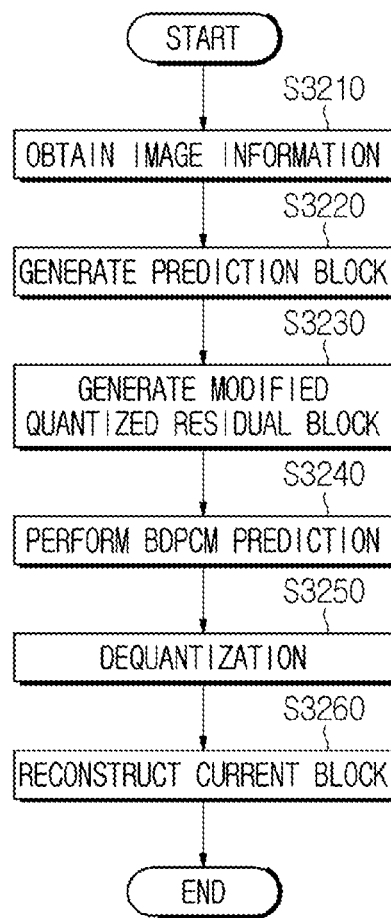 START
S3210
OBTAIN IMAGE INFORMATION
S3220
GENERATE PREDICTION BLOCK
S3230
GENERATE MODIFIED
QUANTIZED RESIDUAL BLOCK
S3240
PERFORM BDPCM PREDICTION
S3250
DEQUANTIZATION
S3260
RECONSTRUCT CURRENT BLOCK
END